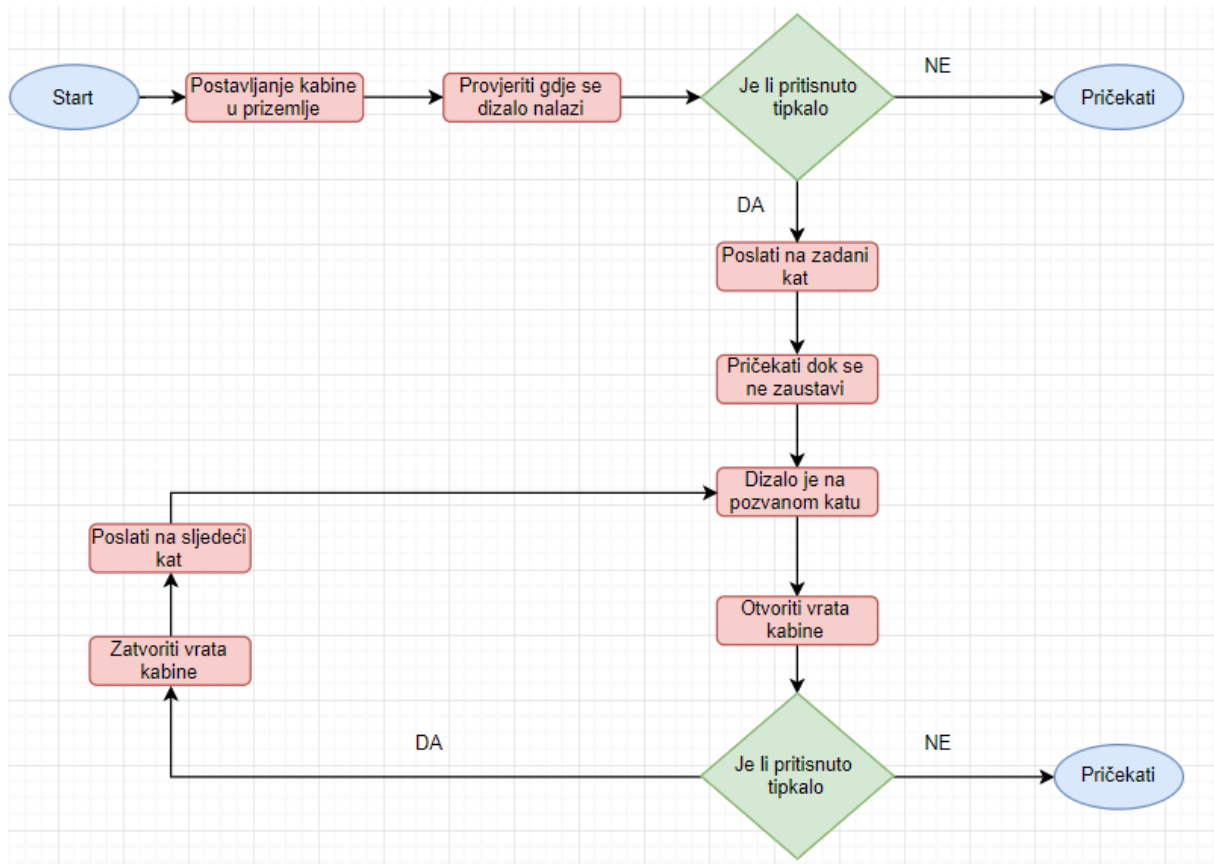 Start
Postavljanje kabine
u prizemlje
Provjeriti gdje se
dizalo nalazi
Je li pritisnuto
tipkalo
NE
Pričekati
DA
Poslati na zadani
kat
Pričekati dok se
ne zaustavi
Dizalo je na
pozvanom katu
Poslati na sljedeći
kat
Otvoriti vrata
kabine
Zatvoriti vrata
kabine
DA
Je li pritisnuto
tipkalo
NE
Pričekati